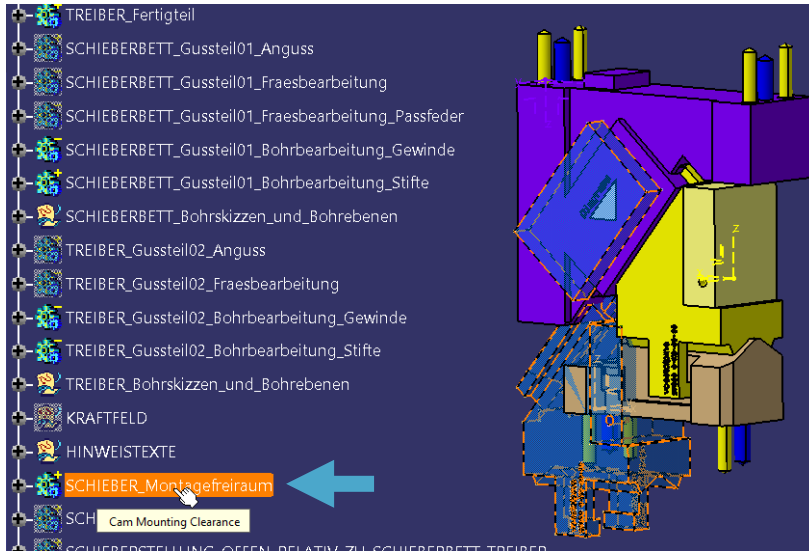 TREIBER_Fertigteil
SCHIEBERBETT_Gussteil01_Anguss
SCHIEBERBETT_Gussteil01_Fraesbearbeitung
SCHIEBERBETT_Gussteil01_Fraesbearbeitung_Passfeder
SCHIEBERBETT_Gussteil01_Bohrbearbeitung_Gewinde
SCHIEBERBETT_Gussteil01_Bohrbearbeitung_Stifte
SCHIEBERBETT_Bohrskizzen_und_Bohrebenen
TREIBER_Gussteil02_Anguss
TREIBER_Gussteil02_Fraesbearbeitung
TREIBER_Gussteil02_Bohrbearbeitung_Gewinde
TREIBER_Gussteil02_Bohrbearbeitung_Stifte
TREIBER_Bohrskizzen_und_Bohrebenen
KRAFTFELD
HINWEISTEXTE
SCHIEBER_Montagefreiraum
SCH
Cam Mounting Clearance
SCHIEBERSTELLUNG_OFFEN_RELATIV_ZU_SCHIEBERBETT_TREIBER
Z